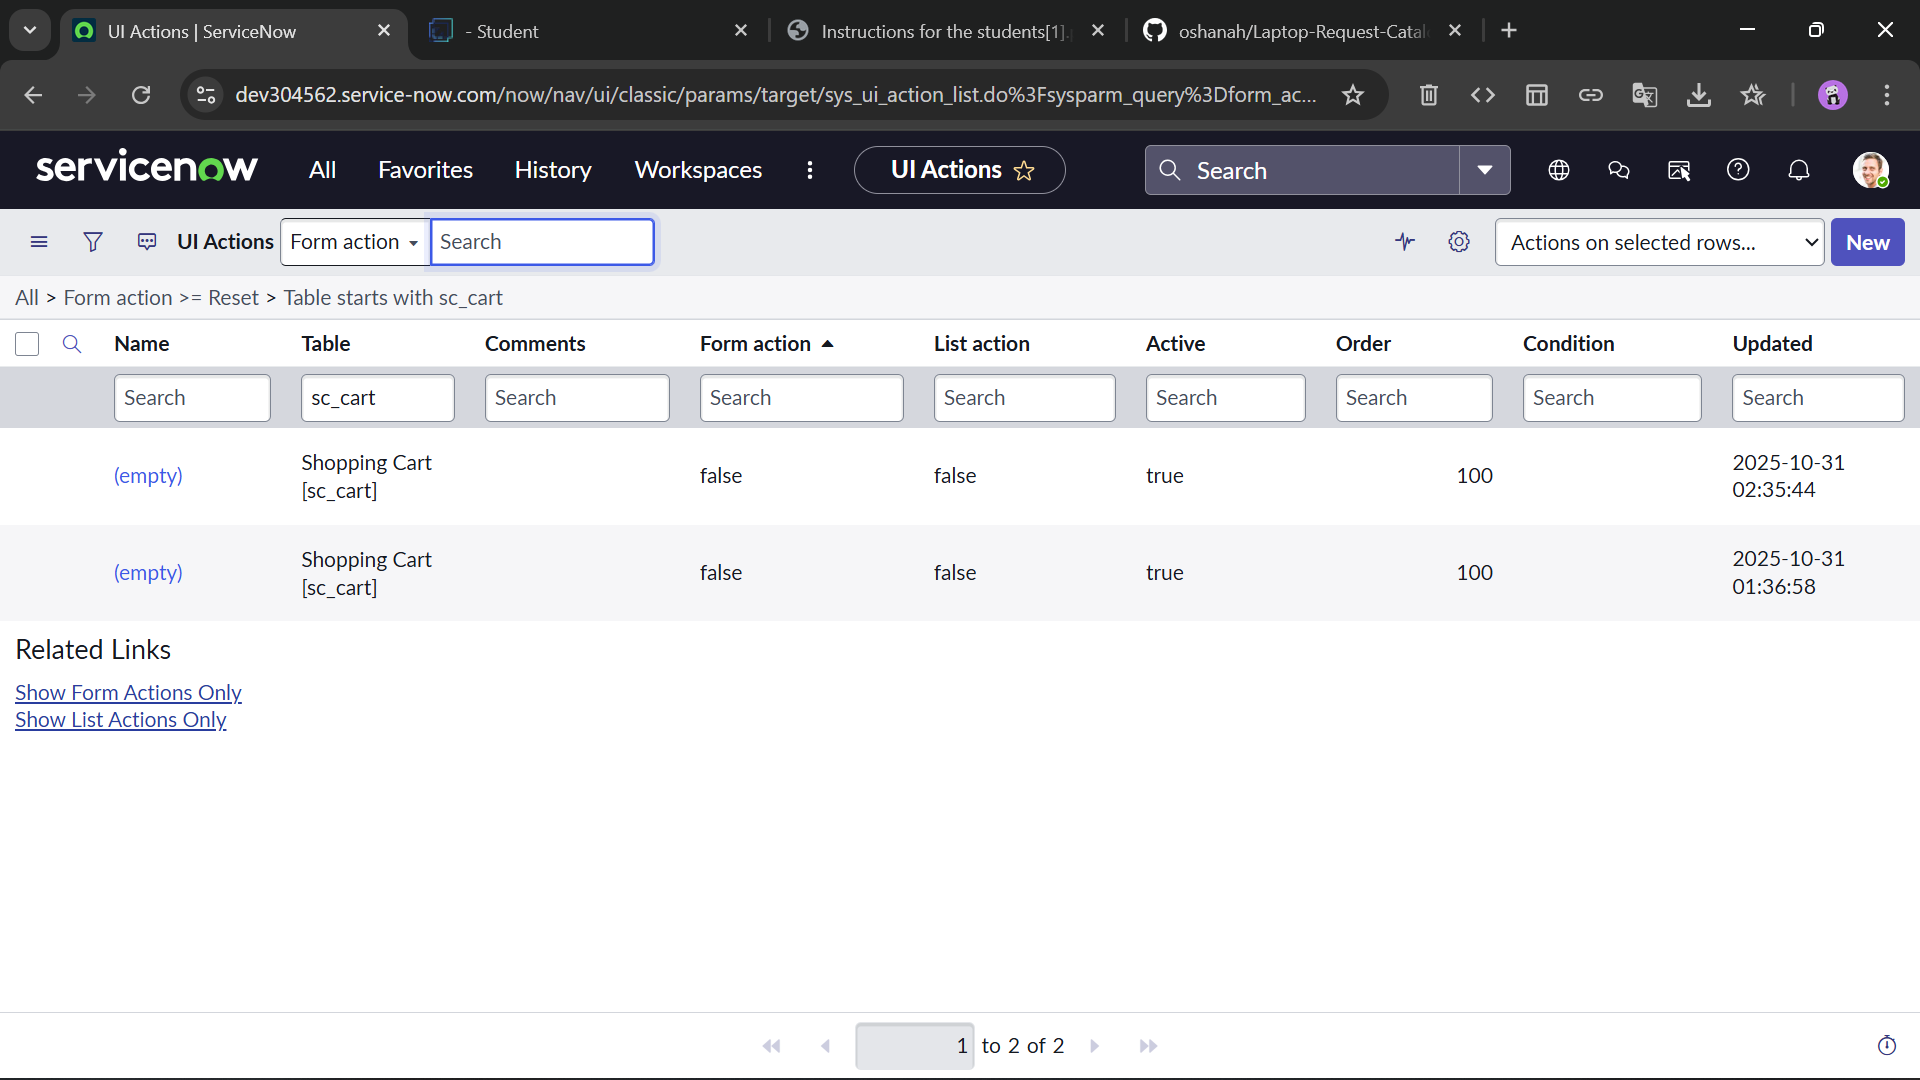 UI Actions | ServiceNow
- Student
Instructions for the students[1].
oshanah/Laptop-Request-Catal
dev304562.service-now.com/now/nav/ui/classic/params/target/sys_ui_action_list.do%3Fsysparm_query%3Dform_ac...
servicenow
All
Favorites
History
Workspaces
UI Actions
Search
UI Actions
Form action
Search
Actions on selected rows...
New
All > Form action >= Reset > Table starts with sc_cart
Name Table Comments Form action List action Active Order Condition Updated
Search sc_cart Search Search Search Search Search Search Search
(empty) Shopping Cart [sc_cart] false false true 100 2025-10-31 02:35:44
(empty) Shopping Cart [sc_cart] false false true 100 2025-10-31 01:36:58
Related Links
Show Form Actions Only
Show List Actions Only
1 to 2 of 2